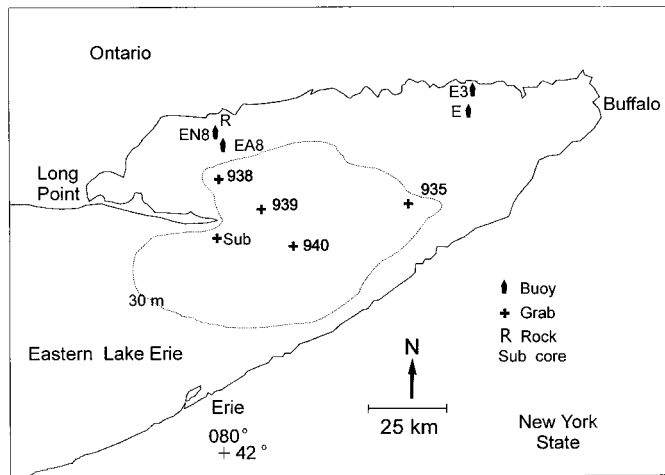 Ontario
E3
Buffalo
E
R
EN8
EA8
Long
Point
938
935
939
Sub
940
30 m
Buoy
Grab
R Rock
Sub core
Eastern Lake Erie
N
Erie
25 km
New York
State
080°
+ 42°